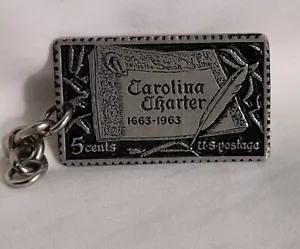 Carolina
Charter
1663-1963
5 cents U·S·postage